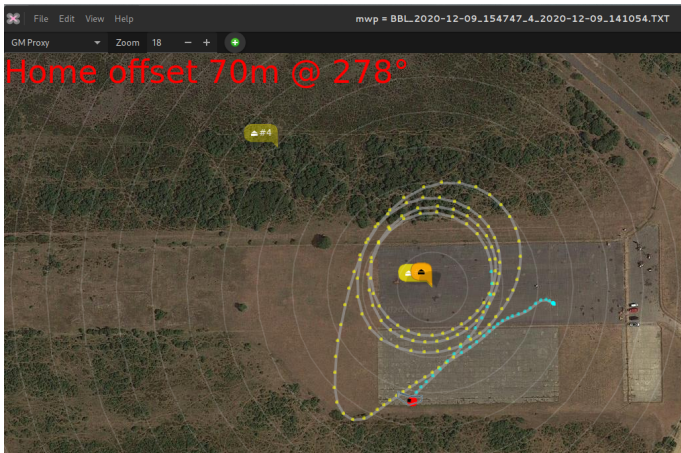 File Edit View Help
mwp = BBL_2020-12-09_154747_4_2020-12-09_141054.TXT
GM Proxy Zoom 18 − +
Home offset 70m @ 278°
#4